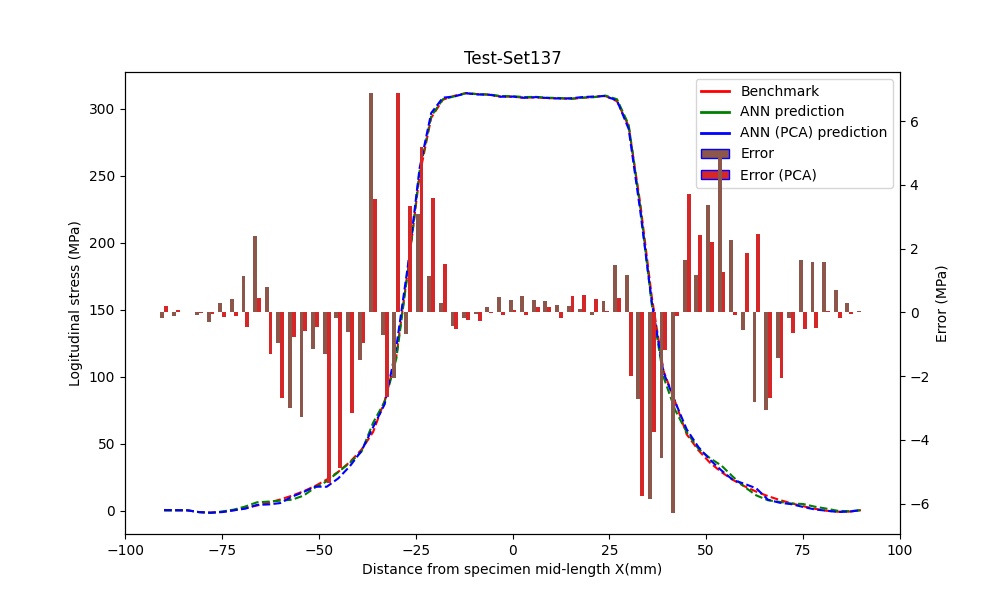 Test-Set137
Benchmark
ANN prediction
ANN (PCA) prediction
Error
Error (PCA)
Logitudinal stress (MPa)
300
250
200
150
100
50
0
6
4
2
0
−2
−4
−6
Error (MPa)
−100 −75 −50 −25 0 25 50 75 100
Distance from specimen mid-length X(mm)